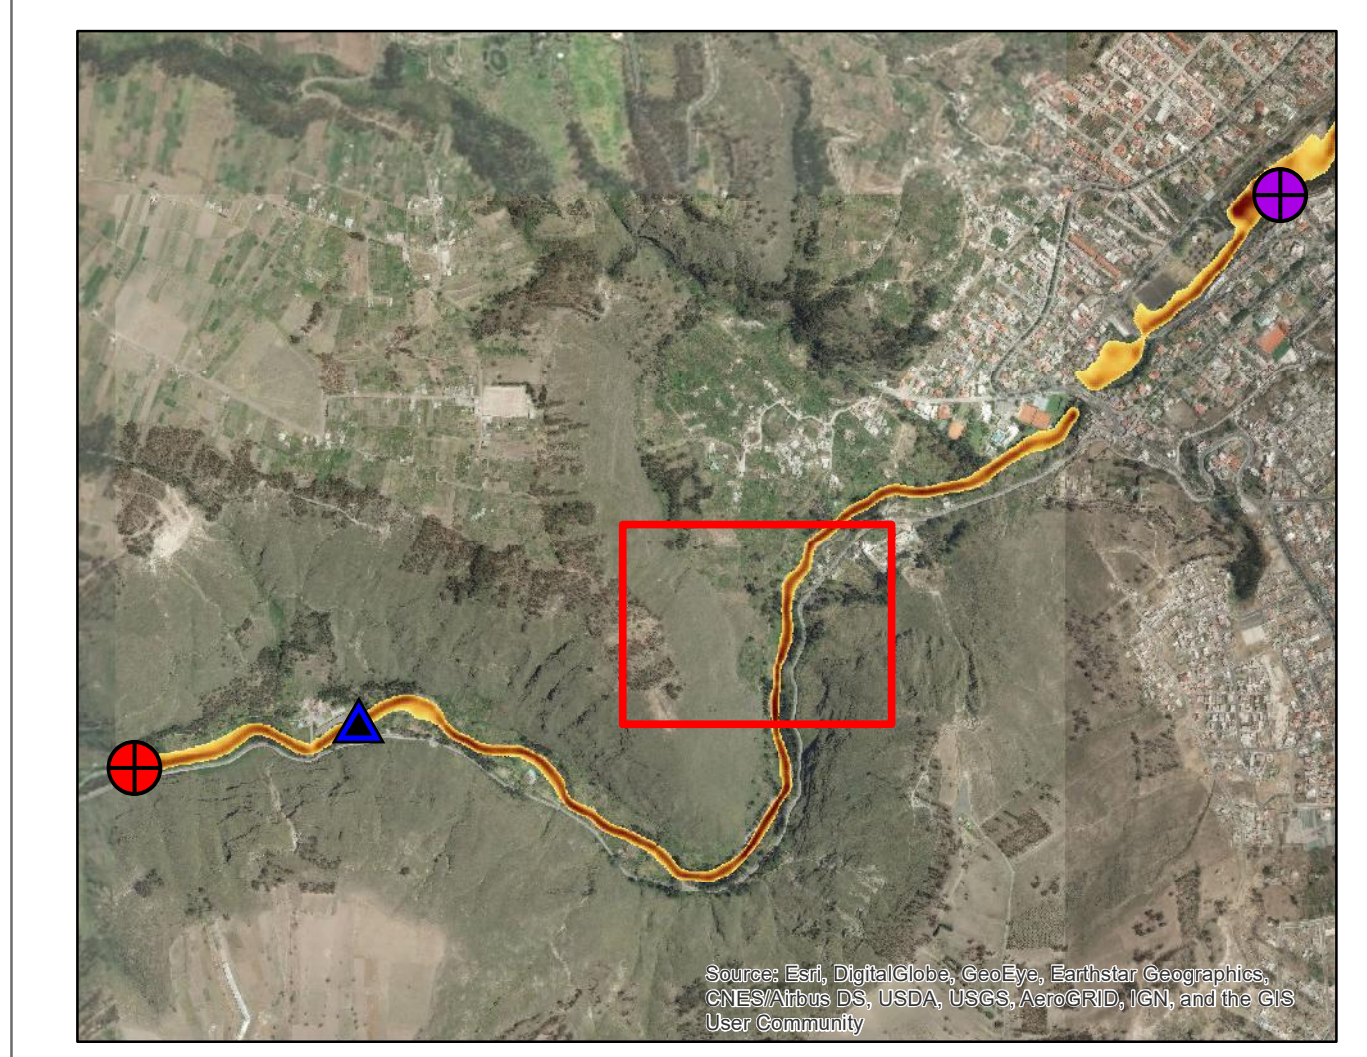 Source: Esri, DigitalGlobe, GeoEye, Earthstar Geographics,
CNES/Airbus DS, USDA, USGS, AeroGRID, IGN, and the GIS
User Community